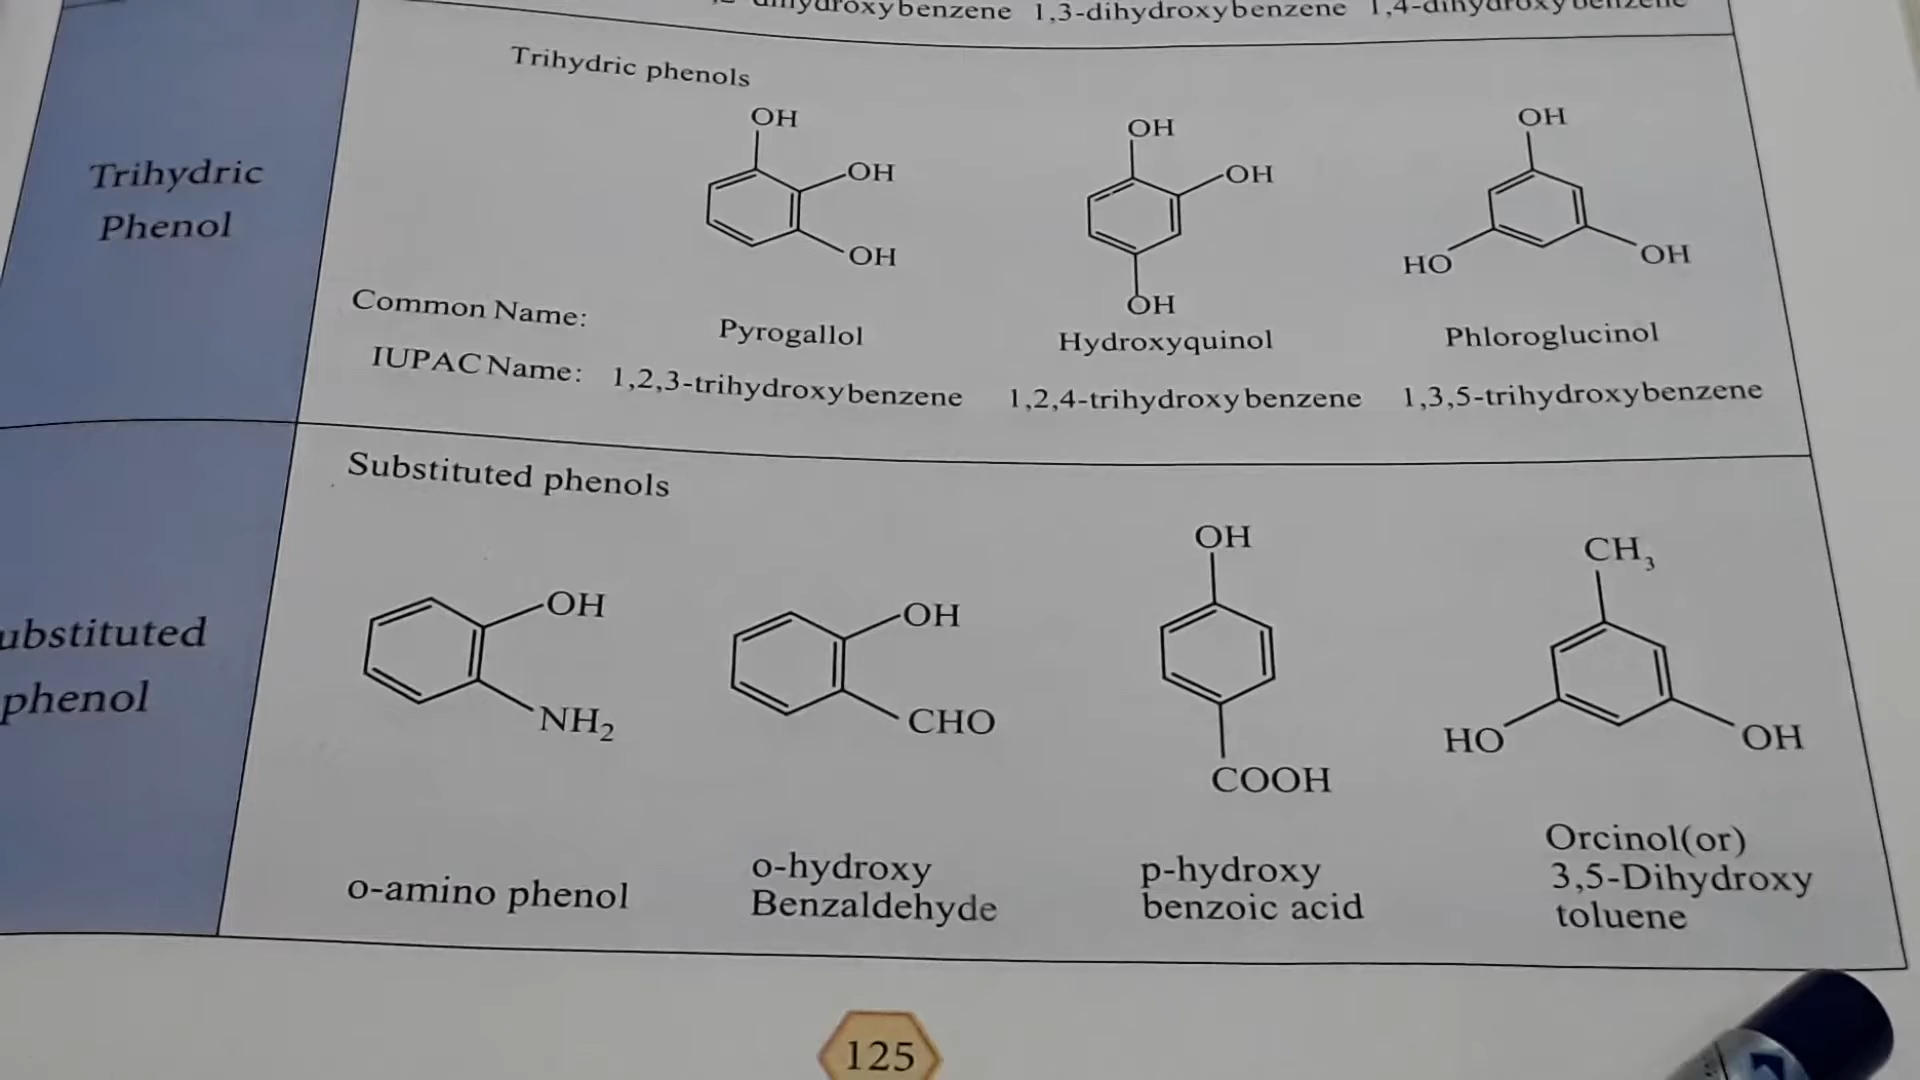 1,3-dihydroxybenzene
Trihydric phenols
Trihydric
Phenol
OH OH OH
OH OH
OH HO OH
OH
Common Name: Pyrogallol Hydroxyquinol Phloroglucinol
IUPAC Name: 1,2,3-trihydroxybenzene 1,2,4-trihydroxybenzene 1,3,5-trihydroxybenzene
Substituted phenols
ubstituted
phenol
OH CH₃
OH OH
NH₂ CHO HO OH
COOH
o-amino phenol
o-hydroxy
Benzaldehyde
p-hydroxy
benzoic acid
Orcinol(or)
3,5-Dihydroxy
toluene
125